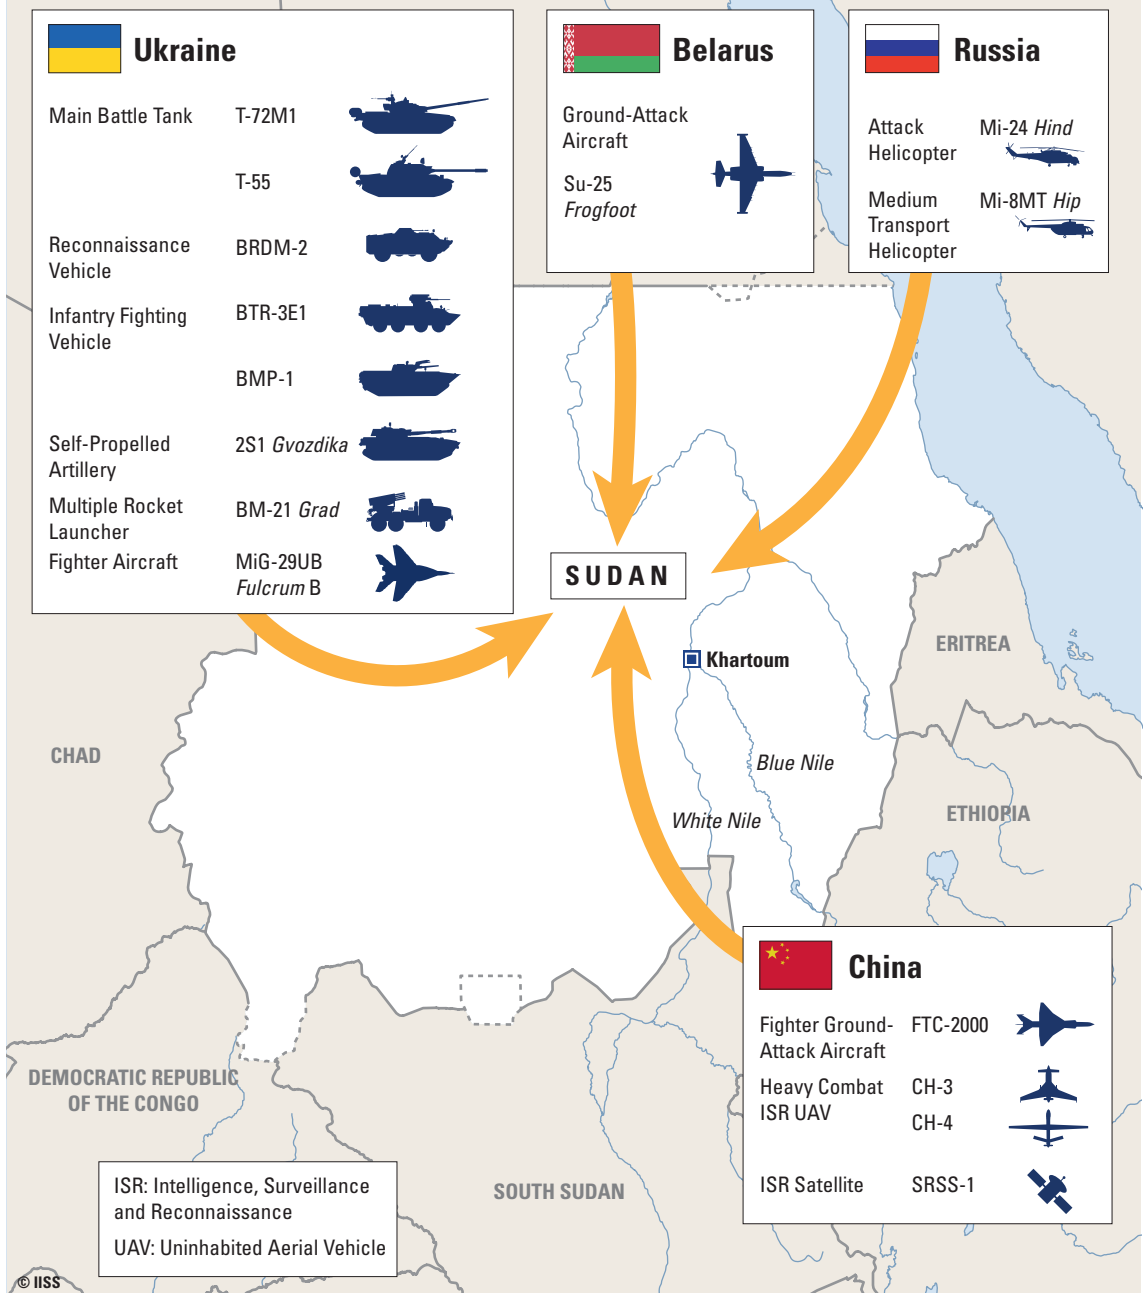 Ukraine
Main Battle Tank T-72M1
T-55
Reconnaissance
Vehicle
BRDM-2
Infantry Fighting
Vehicle
BTR-3E1
BMP-1
Self-Propelled
Artillery
2S1 Gvozdika
Multiple Rocket
Launcher
BM-21 Grad
Fighter Aircraft MiG-29UB
Fulcrum B
Belarus
Ground-Attack
Aircraft
Su-25
Frogfoot
Russia
Attack
Helicopter
Mi-24 Hind
Medium
Transport
Helicopter
Mi-8MT Hip
SUDAN
Khartoum
ERITREA
CHAD
Blue Nile
White Nile
ETHIOPIA
China
Fighter Ground-
Attack Aircraft
FTC-2000
Heavy Combat
ISR UAV
CH-3
CH-4
ISR Satellite SRSS-1
DEMOCRATIC REPUBLIC
OF THE CONGO
SOUTH SUDAN
ISR: Intelligence, Surveillance
and Reconnaissance
UAV: Uninhabited Aerial Vehicle
© IISS